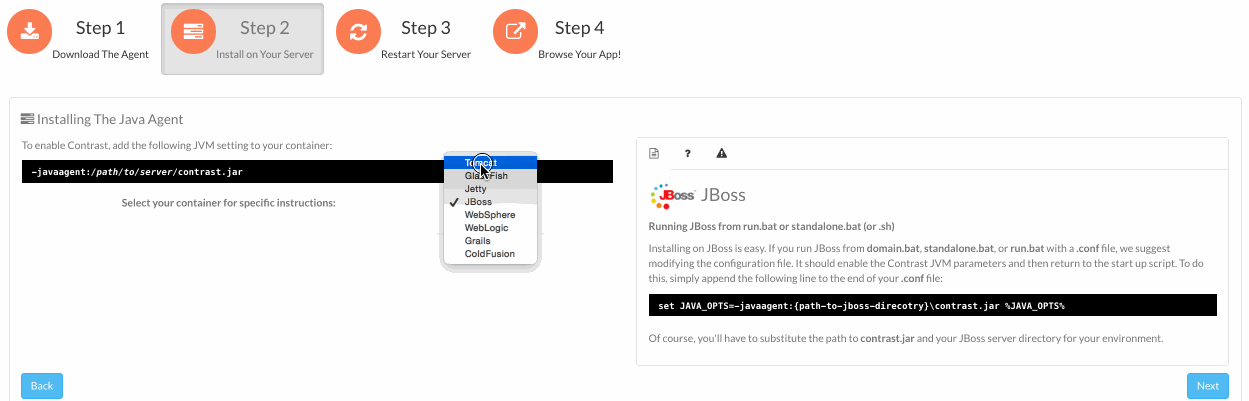 Step 1
Download The Agent
Step 2
Install on Your Server
Step 3
Restart Your Server
Step 4
Browse Your App!
Installing The Java Agent
To enable Contrast, add the following JVM setting to your container:
-javaagent:/path/to/server/contrast.jar
Select your container for specific instructions:
Tomcat
GlassFish
Jetty
✓ JBoss
WebSphere
WebLogic
Grails
ColdFusion
JBoss JBoss
Running JBoss from run.bat or standalone.bat (or .sh)
Installing on JBoss is easy. If you run JBoss from domain.bat, standalone.bat, or run.bat with a .conf file, we suggest
modifying the configuration file. It should enable the Contrast JVM parameters and then return to the start up script. To do
this, simply append the following line to the end of your .conf file:
set JAVA_OPTS=-javaagent:{path-to-jboss-direcotry}\contrast.jar %JAVA_OPTS%
Of course, you'll have to substitute the path to contrast.jar and your JBoss server directory for your environment.
Back
Next